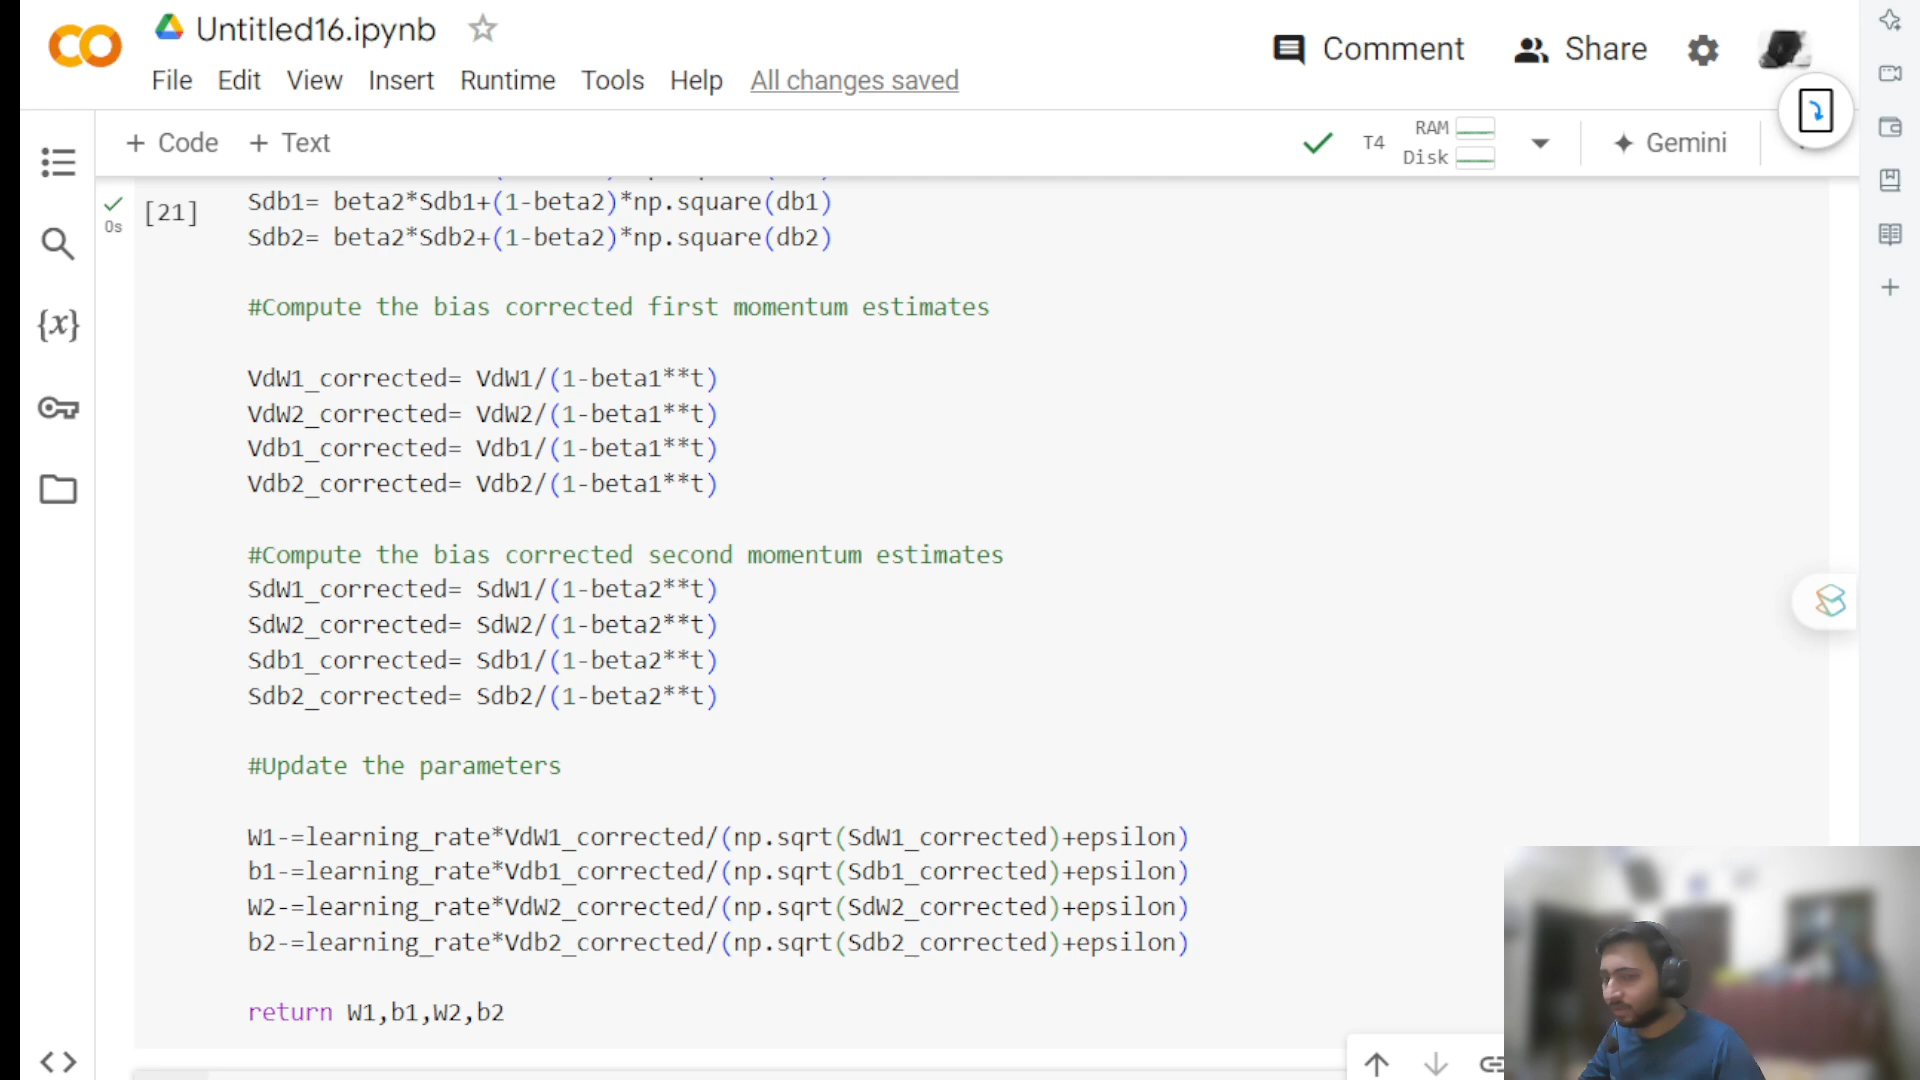 Untitled16.ipynb
Comment
Share
File Edit View Insert Runtime Tools Help All changes saved
+ Code + Text
T4
RAM
Disk
Gemini
[21]
0s
Sdb1= beta2*Sdb1+(1-beta2)*np.square(db1)
Sdb2= beta2*Sdb2+(1-beta2)*np.square(db2)
#Compute the bias corrected first momentum estimates
VdW1_corrected= VdW1/(1-beta1**t)
VdW2_corrected= VdW2/(1-beta1**t)
Vdb1_corrected= Vdb1/(1-beta1**t)
Vdb2_corrected= Vdb2/(1-beta1**t)
#Compute the bias corrected second momentum estimates
SdW1_corrected= SdW1/(1-beta2**t)
SdW2_corrected= SdW2/(1-beta2**t)
Sdb1_corrected= Sdb1/(1-beta2**t)
Sdb2_corrected= Sdb2/(1-beta2**t)
#Update the parameters
W1-=learning_rate*VdW1_corrected/(np.sqrt(SdW1_corrected)+epsilon)
b1-=learning_rate*Vdb1_corrected/(np.sqrt(Sdb1_corrected)+epsilon)
W2-=learning_rate*VdW2_corrected/(np.sqrt(SdW2_corrected)+epsilon)
b2-=learning_rate*Vdb2_corrected/(np.sqrt(Sdb2_corrected)+epsilon)
return W1,b1,W2,b2